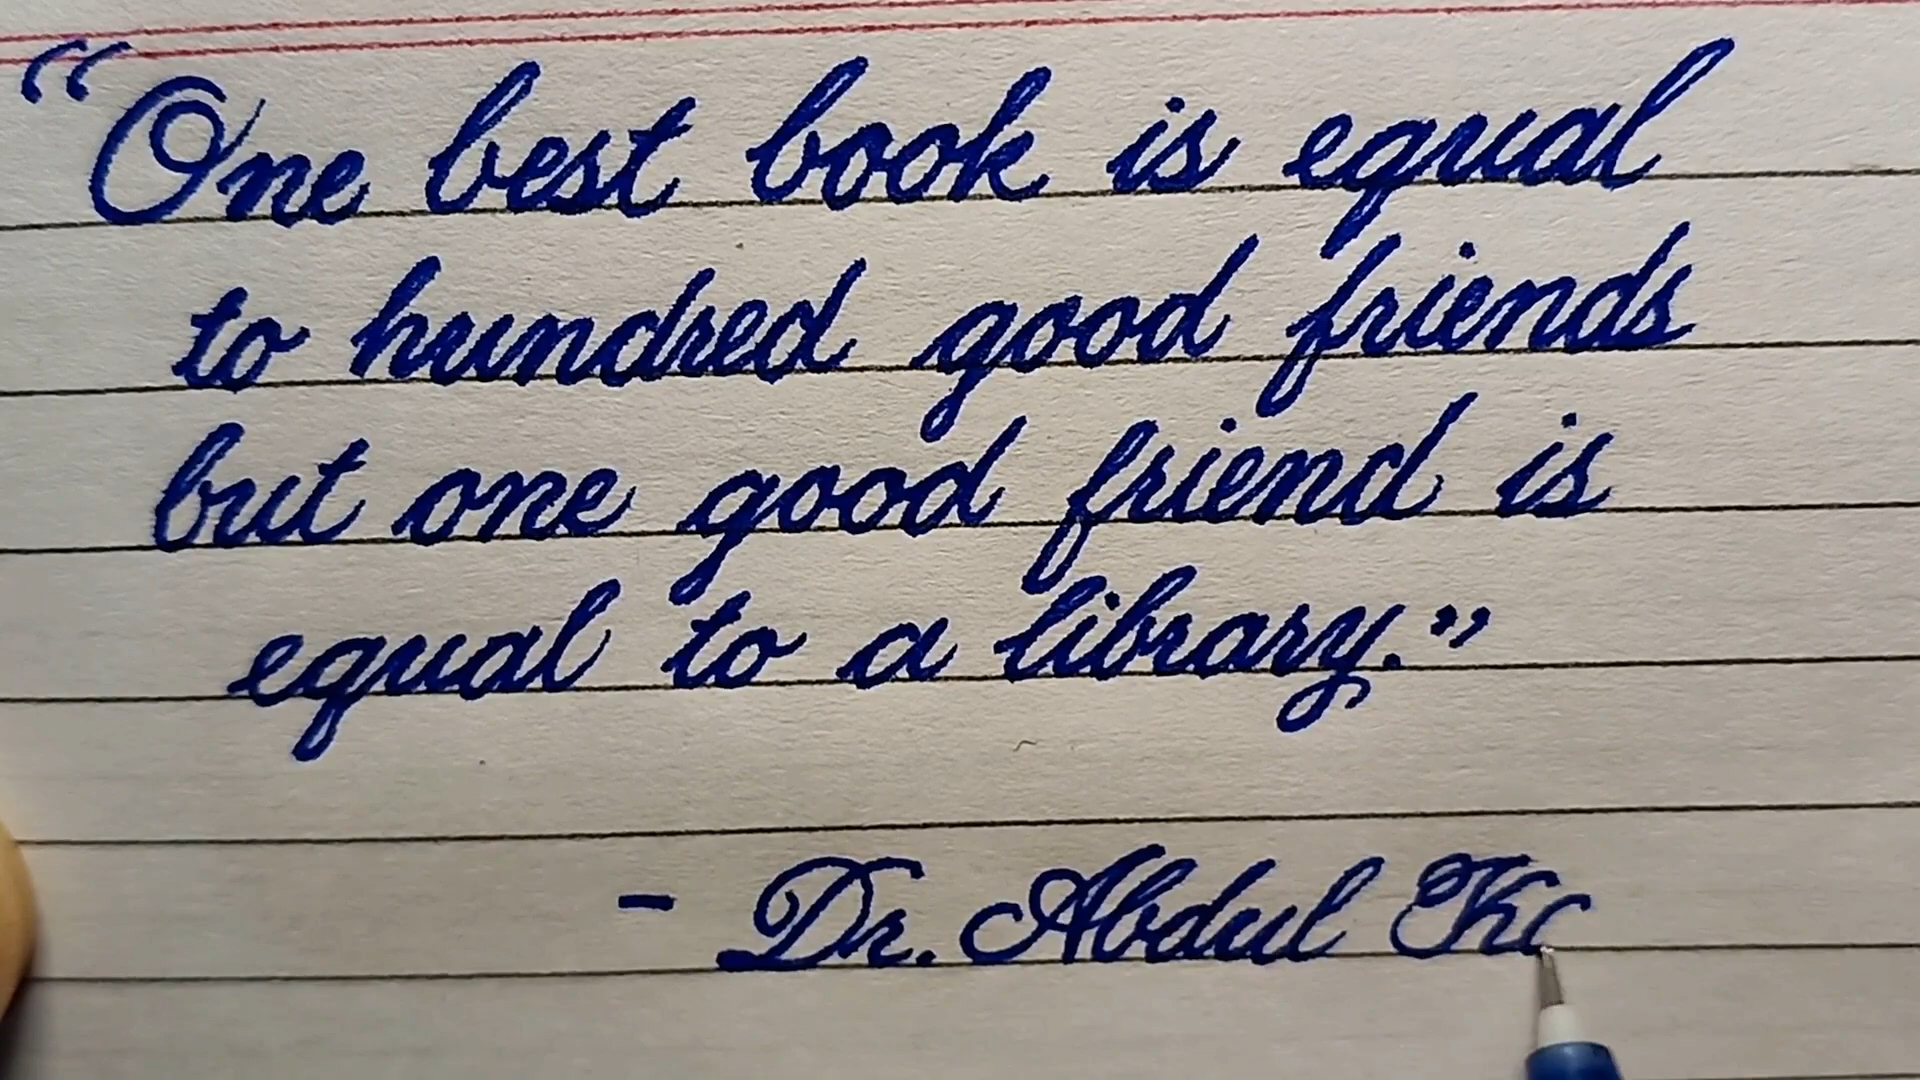 “One best book is equal
to hundred good friends
but one good friend is
equal to a library.”
- Dr. Abdul Ka